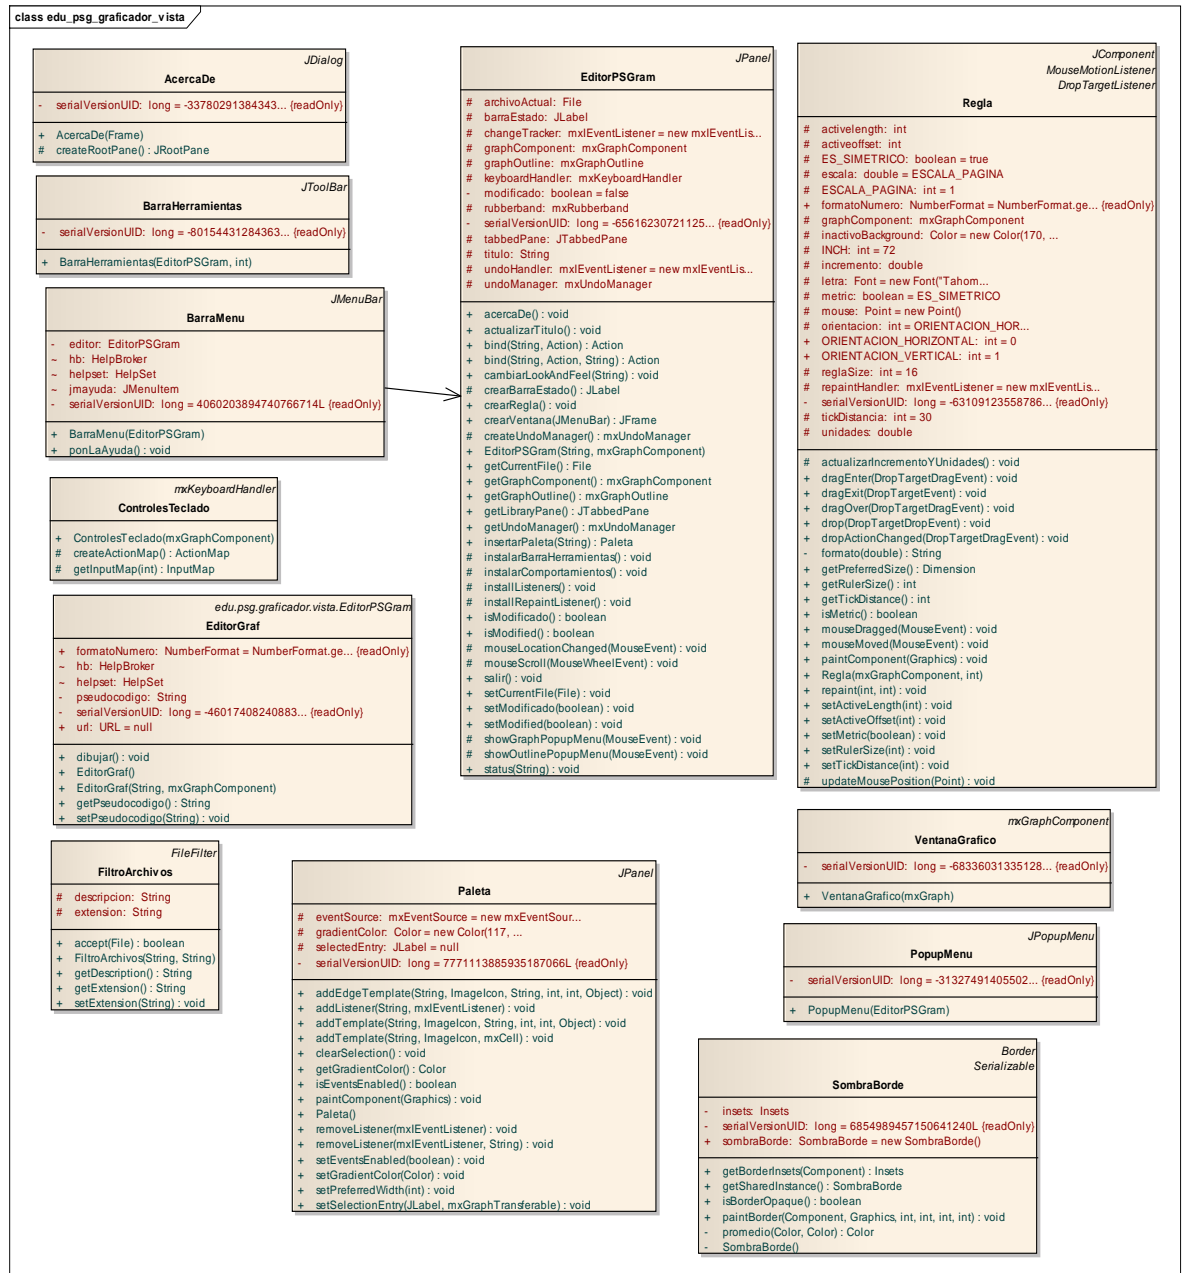 class edu_psg_graficador_vista
JDialog
AcercaDe
- serialVersionUID: long = -33780291384343... {readOnly}
+ AcercaDe(Frame)
# createRootPane() : JRootPane
JToolBar
BarraHerramientas
- serialVersionUID: long = -80154431284363... {readOnly}
+ BarraHerramientas(EditorPSGram, int)
JMenuBar
BarraMenu
- editor: EditorPSGram
~ hb: HelpBroker
~ helpset: HelpSet
~ jmayuda: JMenuItem
- serialVersionUID: long = 4060203894740766714L {readOnly}
+ BarraMenu(EditorPSGram)
+ ponLaAyuda() : void
mxKeyboardHandler
ControlesTeclado
+ ControlesTeclado(mxGraphComponent)
# createActionMap() : ActionMap
# getInputMap(int) : InputMap
edu.psg.graficador.vista.EditorPSGram
EditorGraf
+ formatoNumero: NumberFormat = NumberFormat.ge... {readOnly}
~ hb: HelpBroker
~ helpset: HelpSet
- pseudocodigo: String
- serialVersionUID: long = -46017408240883... {readOnly}
+ url: URL = null
+ dibujar() : void
+ EditorGraf()
+ EditorGraf(String, mxGraphComponent)
+ getPseudocodigo() : String
+ setPseudocodigo(String) : void
FileFilter
FiltroArchivos
# descripcion: String
# extension: String
+ accept(File) : boolean
+ FiltroArchivos(String, String)
+ getDescription() : String
+ getExtension() : String
+ setExtension(String) : void
JPanel
EditorPSGram
# archivoActual: File
# barraEstado: JLabel
# changeTracker: mxIEventListener = new mxIEventLis...
# graphComponent: mxGraphComponent
# graphOutline: mxGraphOutline
# keyboardHandler: mxKeyboardHandler
- modificado: boolean = false
# rubberband: mxRubberband
- serialVersionUID: long = -65616230721125... {readOnly}
# tabbedPane: JTabbedPane
# titulo: String
# undoHandler: mxIEventListener = new mxIEventLis...
# undoManager: mxUndoManager
+ acercaDe() : void
+ actualizarTitulo() : void
+ bind(String, Action) : Action
+ bind(String, Action, String) : Action
+ cambiarLookAndFeel(String) : void
# crearBarraEstado() : JLabel
+ crearRegla() : void
+ crearVentana(JMenuBar) : JFrame
# createUndoManager() : mxUndoManager
+ EditorPSGram(String, mxGraphComponent)
+ getCurrentFile() : File
+ getGraphComponent() : mxGraphComponent
+ getGraphOutline() : mxGraphOutline
+ getLibraryPane() : JTabbedPane
+ getUndoManager() : mxUndoManager
+ insertarPaleta(String) : Paleta
# instalarBarraHerramientas() : void
# instalarComportamientos() : void
# installListeners() : void
# installRepaintListener() : void
+ isModificado() : boolean
+ isModified() : boolean
# mouseLocationChanged(MouseEvent) : void
# mouseScroll(MouseWheelEvent) : void
+ salir() : void
+ setCurrentFile(File) : void
+ setModificado(boolean) : void
+ setModified(boolean) : void
# showGraphPopupMenu(MouseEvent) : void
# showOutlinePopupMenu(MouseEvent) : void
+ status(String) : void
JPanel
Paleta
# eventSource: mxEventSource = new mxEventSour...
# gradientColor: Color = new Color(117, ...
# selectedEntry: JLabel = null
- serialVersionUID: long = 7771113885935187066L {readOnly}
+ addEdgeTemplate(String, ImageIcon, String, int, int, Object) : void
+ addListener(String, mxIEventListener) : void
+ addTemplate(String, ImageIcon, String, int, int, Object) : void
+ addTemplate(String, ImageIcon, mxCell) : void
+ clearSelection() : void
+ getGradientColor() : Color
+ isEventsEnabled() : boolean
+ paintComponent(Graphics) : void
+ Paleta()
+ removeListener(mxIEventListener) : void
+ removeListener(mxIEventListener, String) : void
+ setEventsEnabled(boolean) : void
+ setGradientColor(Color) : void
+ setPreferredWidth(int) : void
+ setSelectionEntry(JLabel, mxGraphTransferable) : void
JComponent
MouseMotionListener
DropTargetListener
Regla
# activelength: int
# activeoffset: int
# ES_SIMETRICO: boolean = true
# escala: double = ESCALA_PAGINA
# ESCALA_PAGINA: int = 1
+ formatoNumero: NumberFormat = NumberFormat.ge... {readOnly}
# graphComponent: mxGraphComponent
# inactivoBackground: Color = new Color(170, ...
# INCH: int = 72
# incremento: double
# letra: Font = new Font("Tahom...
# metric: boolean = ES_SIMETRICO
# mouse: Point = new Point()
# orientacion: int = ORIENTACION_HOR...
+ ORIENTACION_HORIZONTAL: int = 0
+ ORIENTACION_VERTICAL: int = 1
# reglaSize: int = 16
# repaintHandler: mxIEventListener = new mxIEventLis...
- serialVersionUID: long = -63109123558786... {readOnly}
# tickDistancia: int = 30
# unidades: double
# actualizarIncrementoYUnidades() : void
+ dragEnter(DropTargetDragEvent) : void
+ dragExit(DropTargetEvent) : void
+ dragOver(DropTargetDragEvent) : void
+ drop(DropTargetDropEvent) : void
+ dropActionChanged(DropTargetDragEvent) : void
- formato(double) : String
+ getPreferredSize() : Dimension
+ getRulerSize() : int
+ getTickDistance() : int
+ isMetric() : boolean
+ mouseDragged(MouseEvent) : void
+ mouseMoved(MouseEvent) : void
+ paintComponent(Graphics) : void
+ Regla(mxGraphComponent, int)
+ repaint(int, int) : void
+ setActiveLength(int) : void
+ setActiveOffset(int) : void
+ setMetric(boolean) : void
+ setRulerSize(int) : void
+ setTickDistance(int) : void
# updateMousePosition(Point) : void
mxGraphComponent
VentanaGrafico
- serialVersionUID: long = -68336031335128... {readOnly}
+ VentanaGrafico(mxGraph)
JPopupMenu
PopupMenu
- serialVersionUID: long = -31327491405502... {readOnly}
+ PopupMenu(EditorPSGram)
Border
Serializable
SombraBorde
- insets: Insets
- serialVersionUID: long = 6854989457150641240L {readOnly}
+ sombraBorde: SombraBorde = new SombraBorde()
+ getBorderInsets(Component) : Insets
+ getSharedInstance() : SombraBorde
+ isBorderOpaque() : boolean
+ paintBorder(Component, Graphics, int, int, int, int) : void
- promedio(Color, Color) : Color
- SombraBorde()